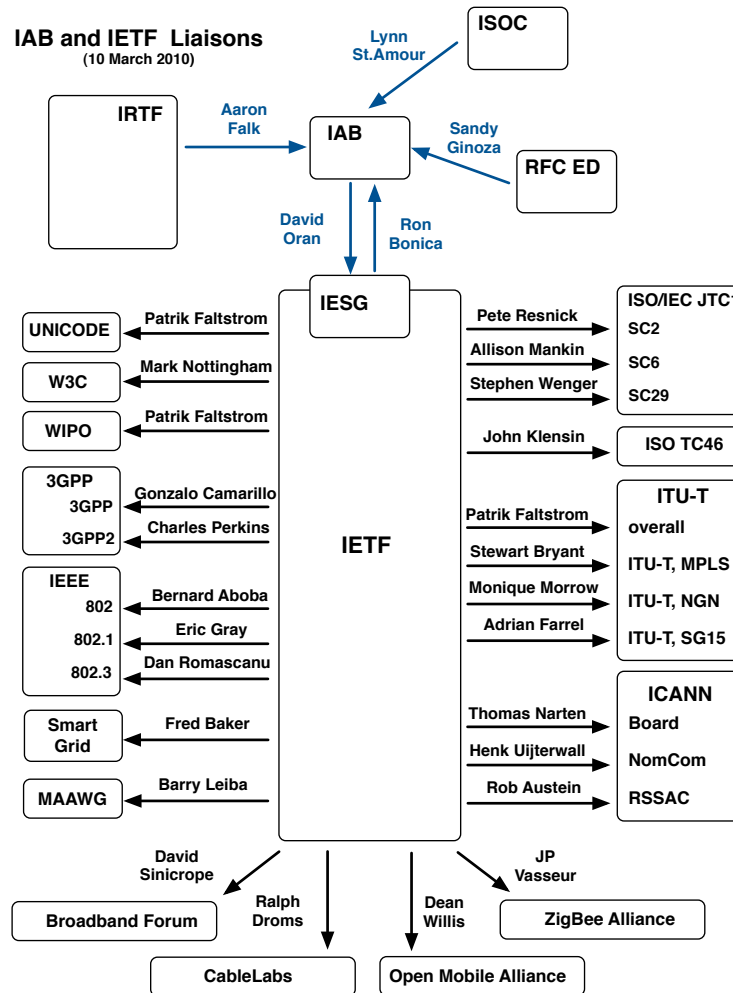 IAB and IETF Liaisons
(10 March 2010)
Lynn
St.Amour
ISOC
IRTF
Aaron
Falk
IAB
Sandy
Ginoza
RFC ED
David
Oran
Ron
Bonica
IESG
IETF
UNICODE
Patrik Faltstrom
W3C
Mark Nottingham
WIPO
Patrik Faltstrom
3GPP
3GPP
Gonzalo Camarillo
3GPP2
Charles Perkins
IEEE
802
Bernard Aboba
802.1
Eric Gray
802.3
Dan Romascanu
Smart
Grid
Fred Baker
MAAWG
Barry Leiba
ISO/IEC JTC1
Pete Resnick
SC2
Allison Mankin
SC6
Stephen Wenger
SC29
John Klensin
ISO TC46
ITU-T
Patrik Faltstrom
overall
Stewart Bryant
ITU-T, MPLS
Monique Morrow
ITU-T, NGN
Adrian Farrel
ITU-T, SG15
ICANN
Thomas Narten
Board
Henk Uijterwall
NomCom
Rob Austein
RSSAC
David
Sinicrope
Broadband Forum
Ralph
Droms
CableLabs
Dean
Willis
Open Mobile Alliance
JP
Vasseur
ZigBee Alliance